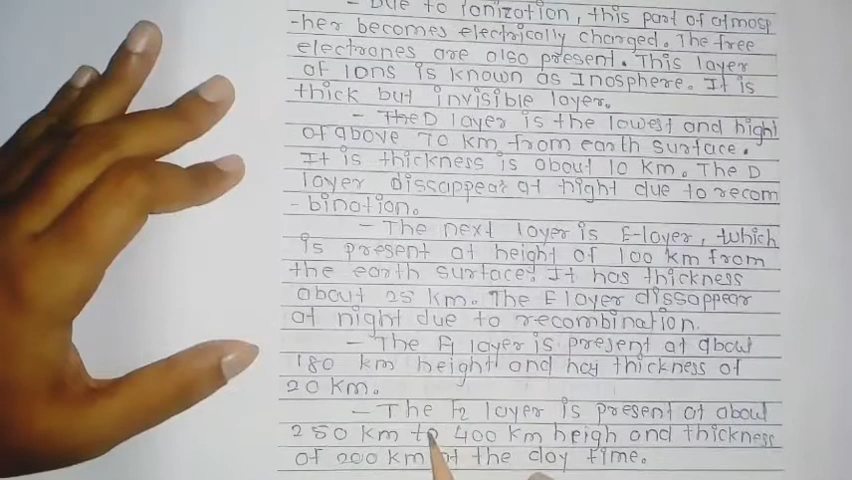 - Due to Ionization, this part of atmosp
-her becomes electrically charged. The free
electrones are also present. This layer
of Ions is known as Inosphere. It is
thick but invisible layer.
- The D layer is the lowest and hight
of above 70 km from earth surface.
It is thickness is about 10 km. The D
layer dissappear at night due to recom
-bination.
- The next layer is E-layer, which
is present at height of 100 km from
the earth surface. It has thickness
about 25 km. The E layer dissappear
at night due to recombination.
- The F1 layer is present at about
180 km height and has thickness of
20 km.
- The F2 layer is present at about
250 km to 400 km heigh and thickness
of 200 km at the day time.